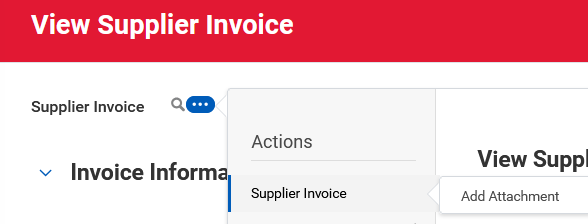 View Supplier Invoice
Supplier Invoice
Actions
Invoice Informa
View Suppl
Supplier Invoice
Add Attachment